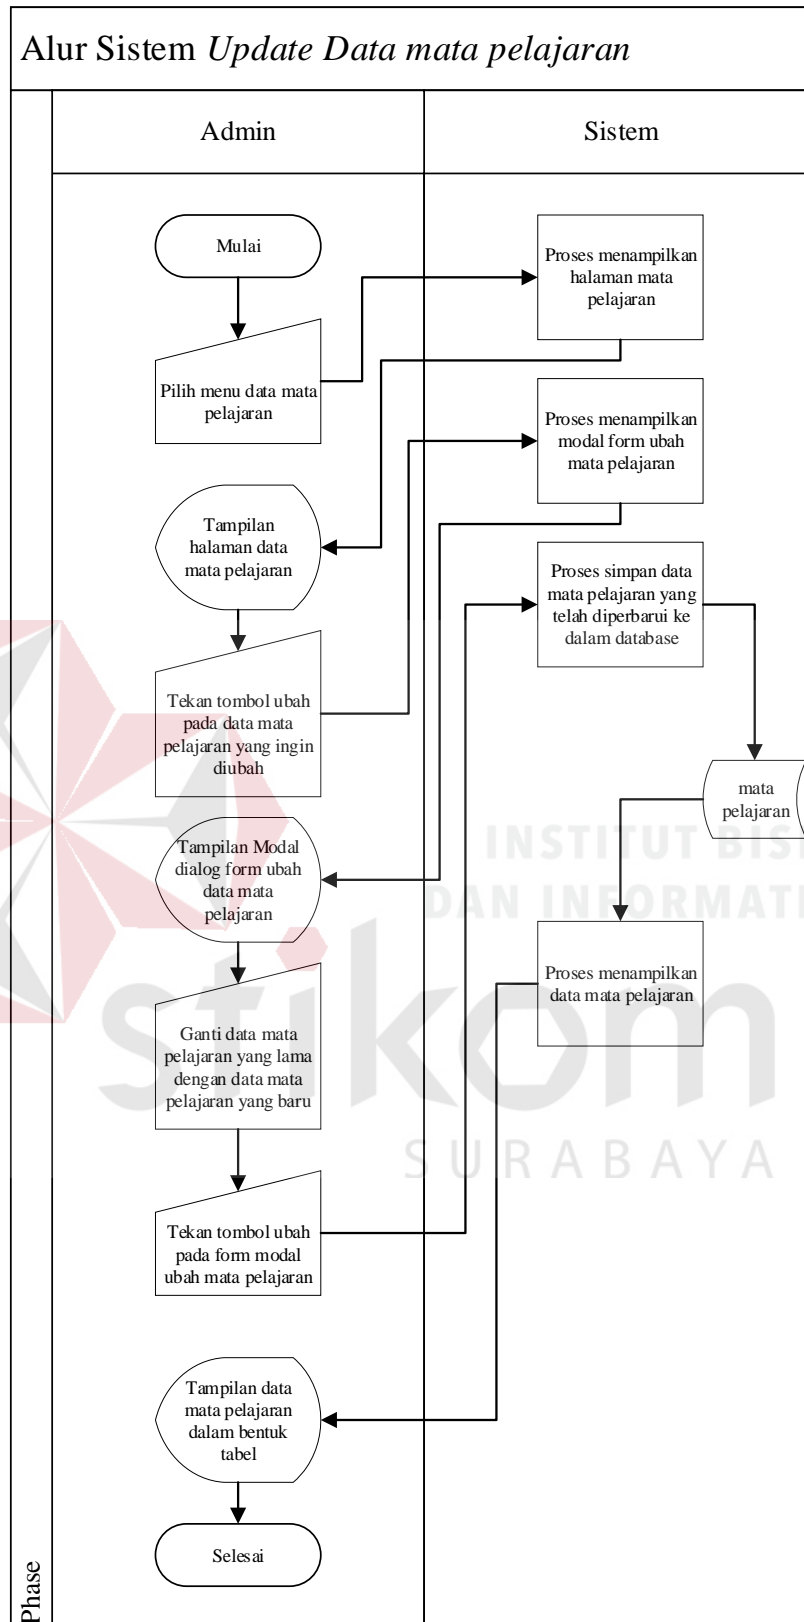 Alur Sistem Update Data mata pelajaran
Admin
Sistem
Mulai
Pilih menu data mata
pelajaran
Proses menampilkan
halaman mata
pelajaran
Tampilan
halaman data
mata pelajaran
Tekan tombol ubah
pada data mata
pelajaran yang ingin
diubah
Proses menampilkan
modal form ubah
mata pelajaran
Tampilan Modal
dialog form ubah
data mata
pelajaran
Ganti data mata
pelajaran yang lama
dengan data mata
pelajaran yang baru
Tekan tombol ubah
pada form modal
ubah mata pelajaran
Proses simpan data
mata pelajaran yang
telah diperbarui ke
dalam database
mata
pelajaran
Proses menampilkan
data mata pelajaran
Tampilan data
mata pelajaran
dalam bentuk
tabel
Selesai
Phase
INSTITUT
DAN
stikom
SURABAYA